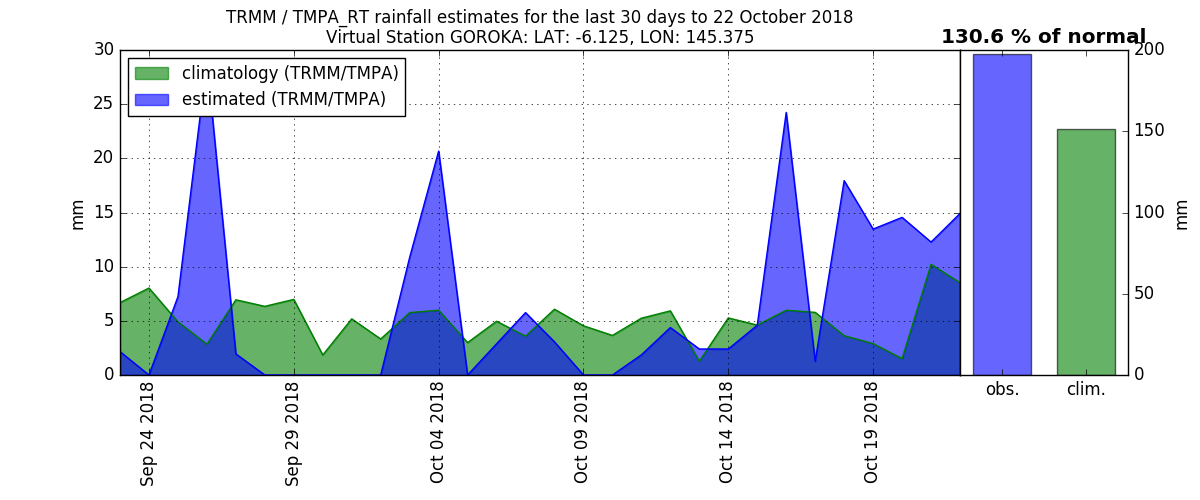 TRMM / TMPA_RT rainfall estimates for the last 30 days to 22 October 2018
Virtual Station GOROKA: LAT: -6.125, LON: 145.375
130.6 % of normal
climatology (TRMM/TMPA)
estimated (TRMM/TMPA)
30
25
20
15
10
5
0
mm
Sep 24 2018
Sep 29 2018
Oct 04 2018
Oct 09 2018
Oct 14 2018
Oct 19 2018
200
150
100
50
0
mm
obs.
clim.